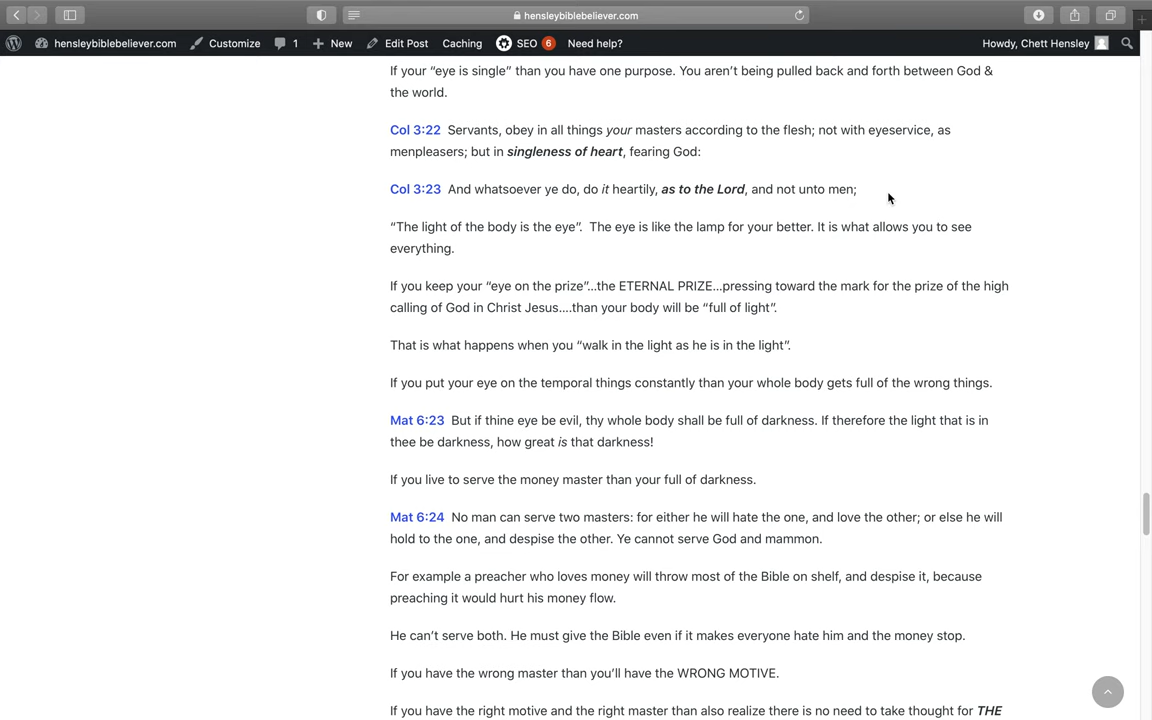 hensleybiblebeliever.com
hensleybiblebeliever.com Customize 1 New Edit Post Caching SEO 6 Need help? Howdy, Chett Hensley
If your “eye is single” than you have one purpose. You aren’t being pulled back and forth between God &
the world.
Col 3:22 Servants, obey in all things your masters according to the flesh; not with eyeservice, as
menpleasers; but in singleness of heart, fearing God:
Col 3:23 And whatsoever ye do, do it heartily, as to the Lord, and not unto men;
“The light of the body is the eye”. The eye is like the lamp for your better. It is what allows you to see
everything.
If you keep your “eye on the prize”...the ETERNAL PRIZE...pressing toward the mark for the prize of the high
calling of God in Christ Jesus....than your body will be “full of light”.
That is what happens when you “walk in the light as he is in the light”.
If you put your eye on the temporal things constantly than your whole body gets full of the wrong things.
Mat 6:23 But if thine eye be evil, thy whole body shall be full of darkness. If therefore the light that is in
thee be darkness, how great is that darkness!
If you live to serve the money master than your full of darkness.
Mat 6:24 No man can serve two masters: for either he will hate the one, and love the other; or else he will
hold to the one, and despise the other. Ye cannot serve God and mammon.
For example a preacher who loves money will throw most of the Bible on shelf, and despise it, because
preaching it would hurt his money flow.
He can’t serve both. He must give the Bible even if it makes everyone hate him and the money stop.
If you have the wrong master than you’ll have the WRONG MOTIVE.
If you have the right motive and the right master than also realize there is no need to take thought for THE